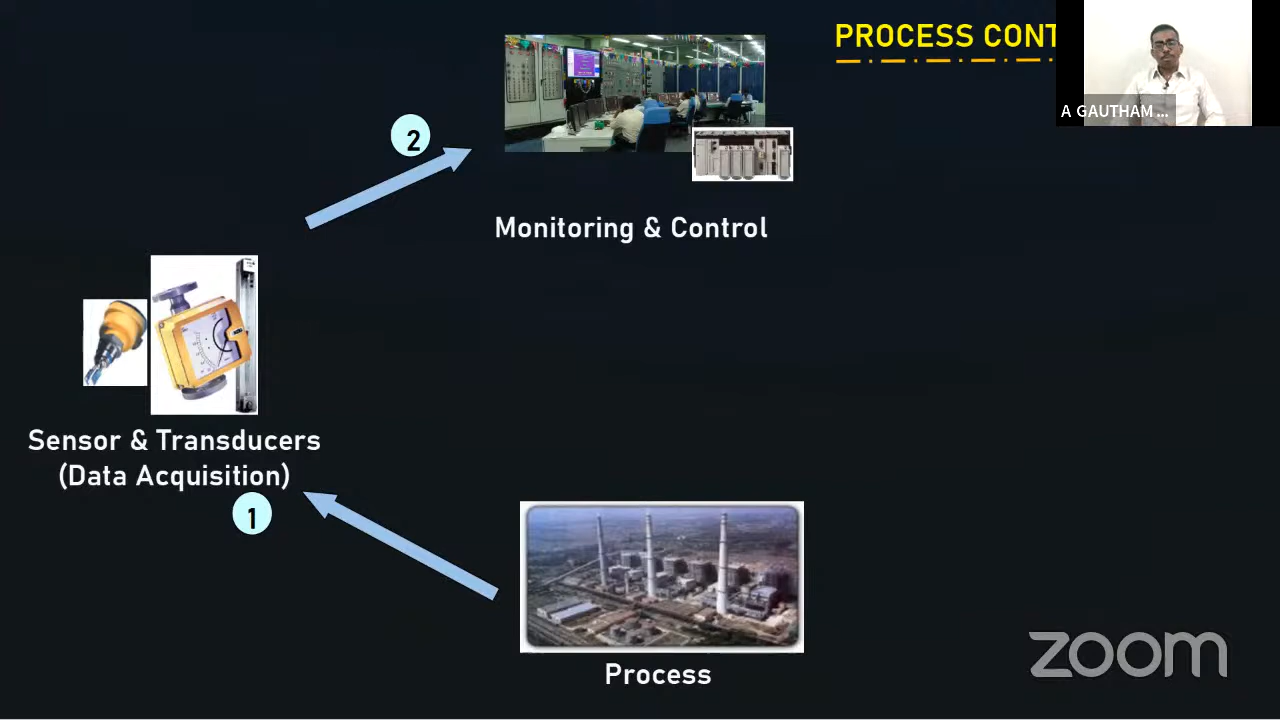 PROCESS CONT
A GAUTHAM ...
2
Monitoring & Control
Sensor & Transducers
(Data Acquisition)
1
Process
zoom